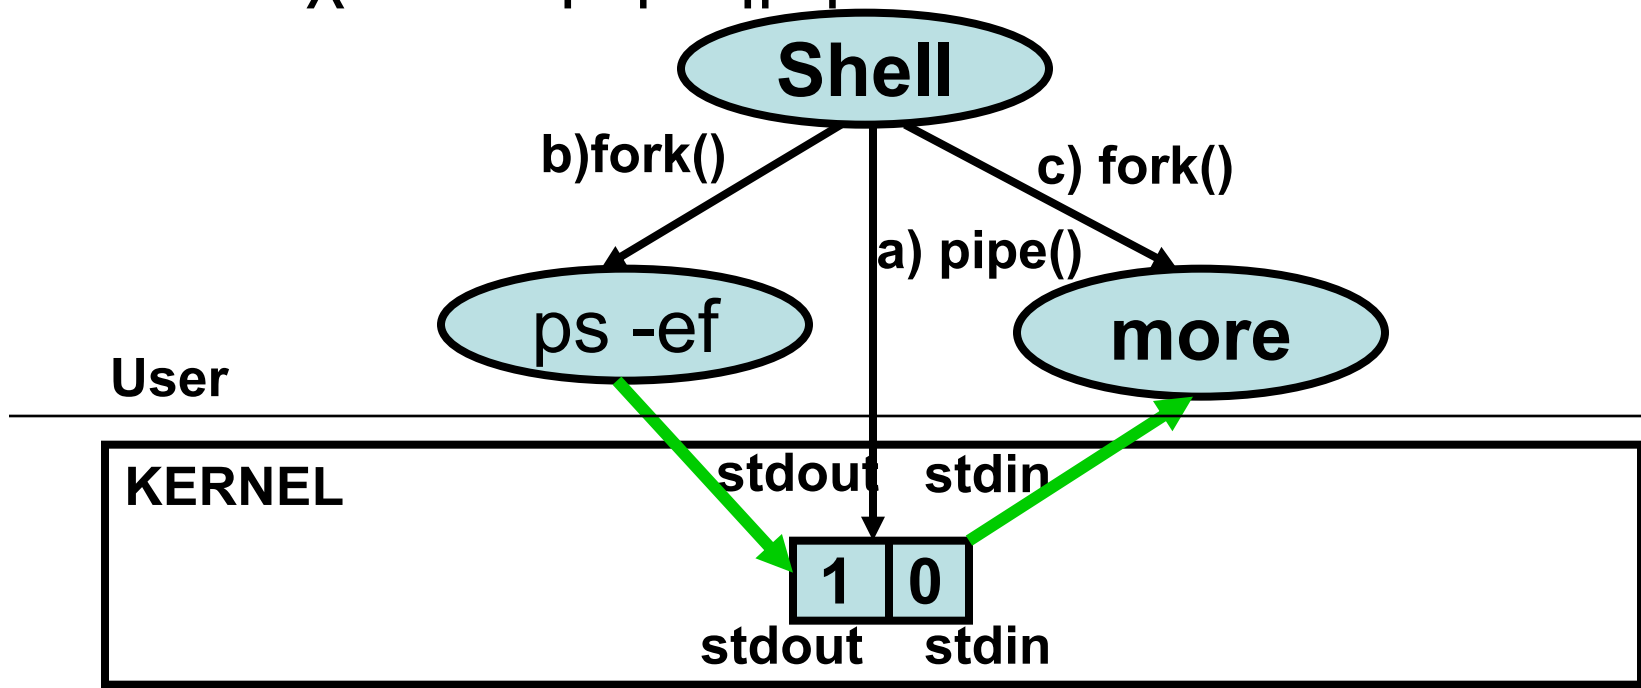 Shell
b)fork()
c) fork()
a) pipe()
ps -ef
more
User
KERNEL
stdout stdin
1 0
stdout stdin